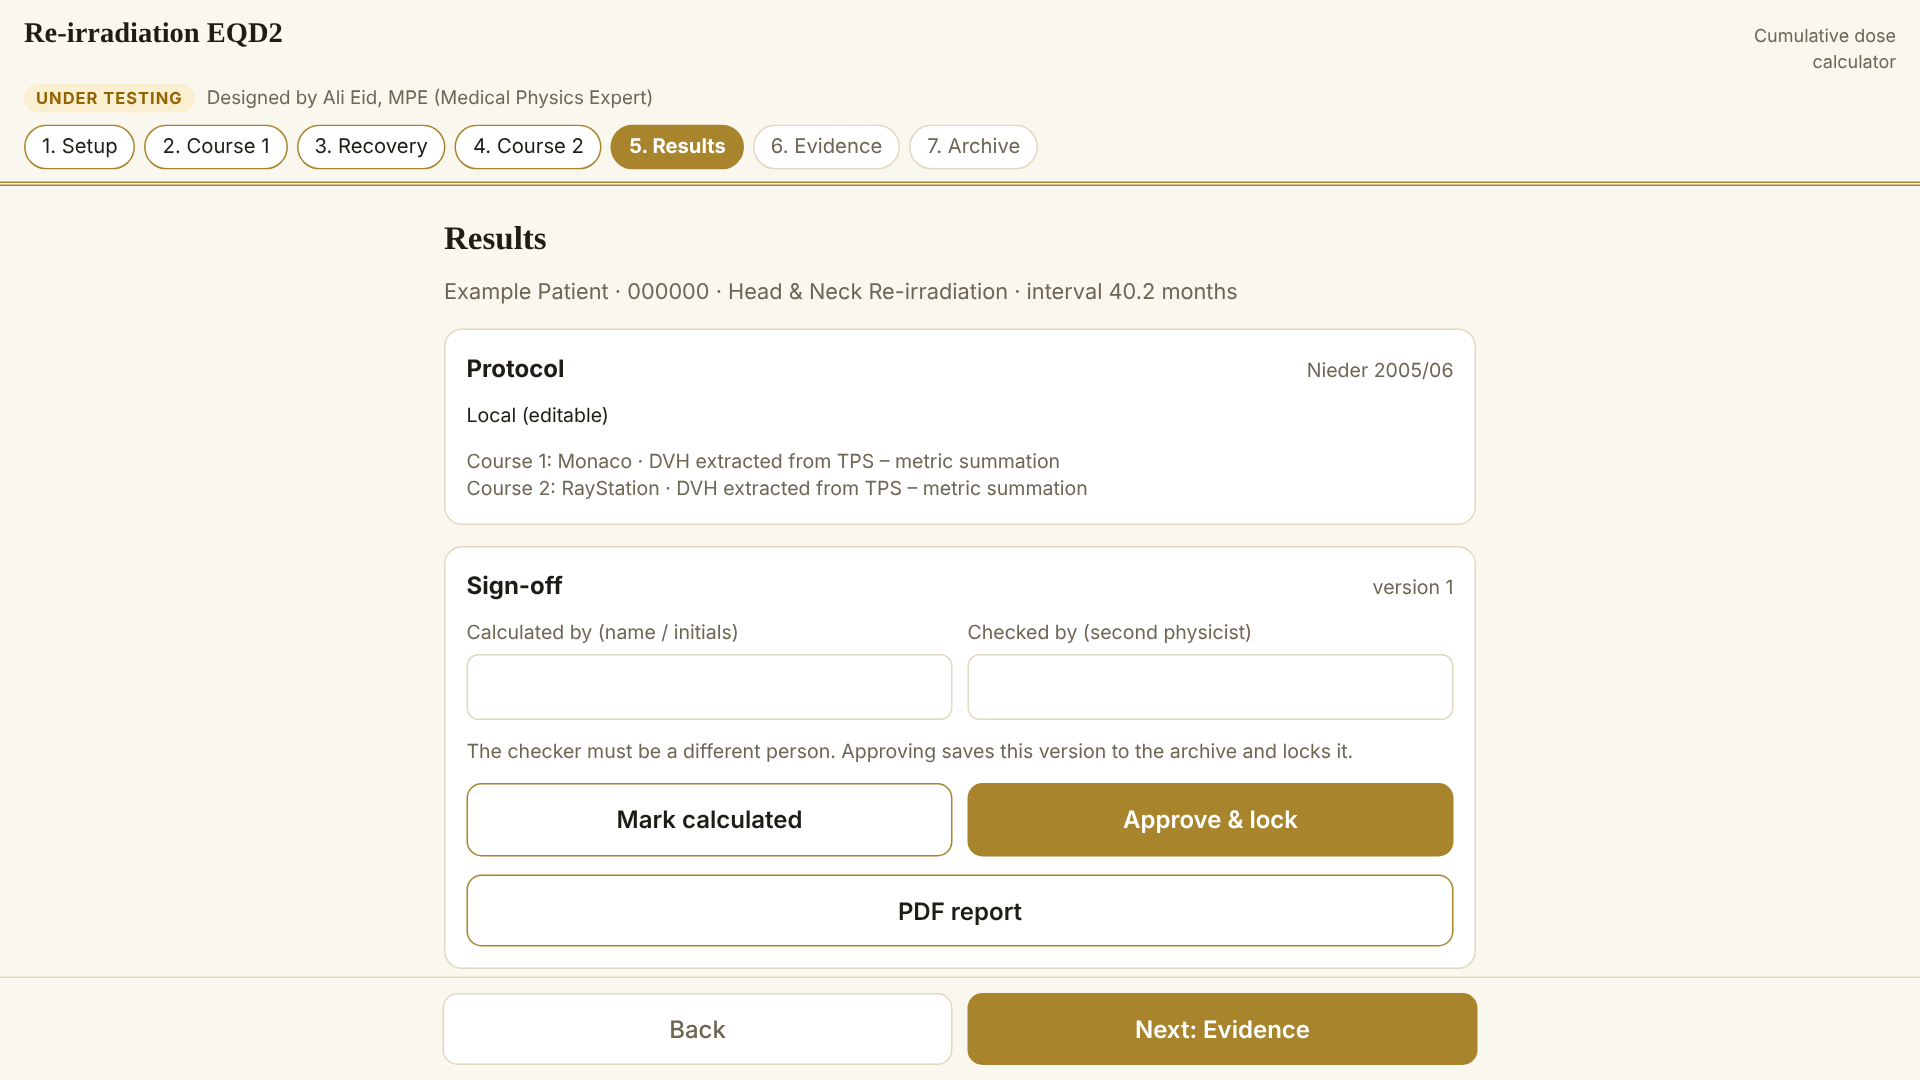 Re-irradiation EQD2
Cumulative dose
calculator
UNDER TESTING Designed by Ali Eid, MPE (Medical Physics Expert)
1. Setup 2. Course 1 3. Recovery 4. Course 2 5. Results 6. Evidence 7. Archive
Results
Example Patient · 000000 · Head & Neck Re-irradiation · interval 40.2 months
Protocol Nieder 2005/06
Local (editable)
Course 1: Monaco · DVH extracted from TPS – metric summation
Course 2: RayStation · DVH extracted from TPS – metric summation
Sign-off version 1
Calculated by (name / initials) Checked by (second physicist)
The checker must be a different person. Approving saves this version to the archive and locks it.
Mark calculated Approve & lock
PDF report
Back Next: Evidence